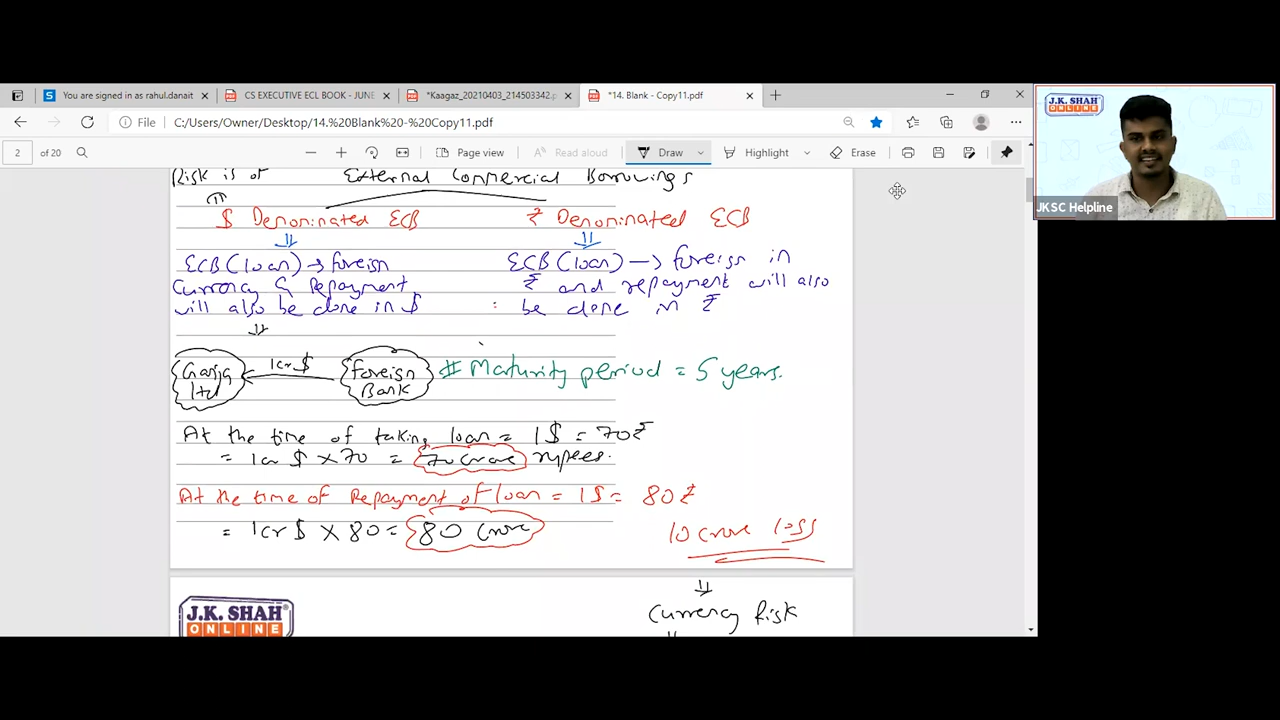 You are signed in as rahul.danait
CS EXECUTIVE ECL BOOK - JUNE
*Kaagaz_20210403_214503342.p
*14. Blank - Copy11.pdf
File
C:/Users/Owner/Desktop/14.%20Blank%20-%20Copy11.pdf
2 of 20
Page view
Read aloud
Draw
Highlight
Erase
J.K. SHAH
ONLINE
JKSC Helpline
Risk is of External Commercial Borrowings
$ Denominated ECB
₹ Denominated ECB
ECB (loan) → foreign
Currency & Repayment
will also be done in $
ECB (loan) → foreign in
₹ and repayment will also
be done in ₹
Ganga
ltd
1cr $
Foreign
Bank
# Maturity period = 5 years.
At the time of taking loan = 1$ = 70₹
= 1cr $ × 70 = 70 crore rupees.
At the time of Repayment of loan = 1$ = 80₹
= 1cr $ × 80 = 80 crore
10 crore loss
Currency Risk
J.K. SHAH
ONLINE